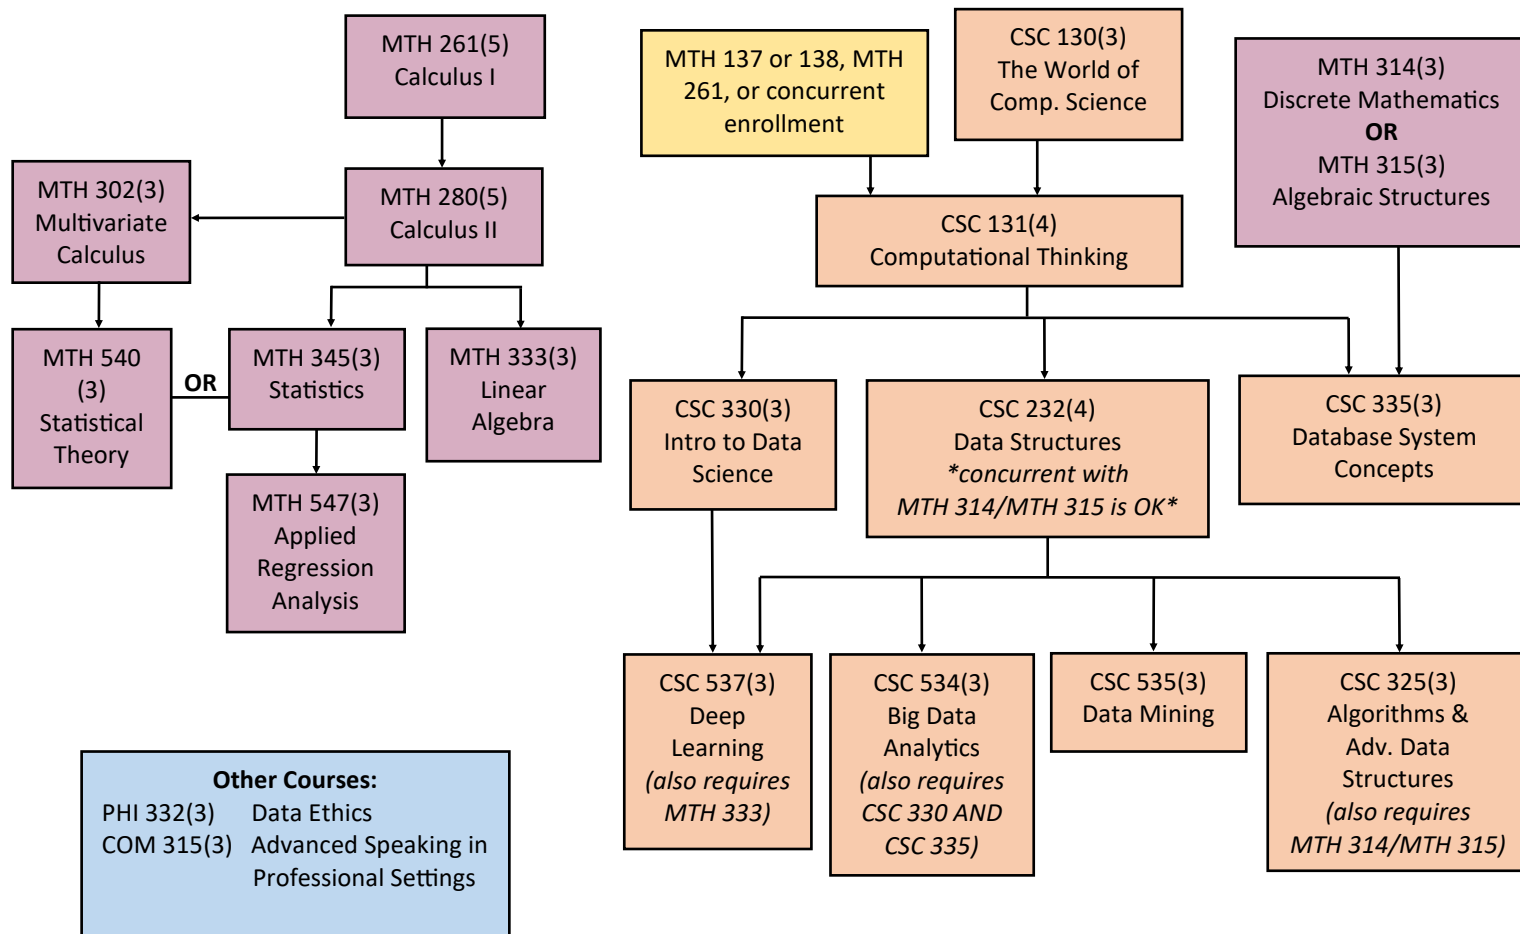 MTH 261(5)
Calculus I
MTH 302(3)
Multivariate
Calculus
MTH 280(5)
Calculus II
MTH 540
(3)
Statistical
Theory
OR
MTH 345(3)
Statistics
MTH 333(3)
Linear
Algebra
MTH 547(3)
Applied
Regression
Analysis
MTH 137 or 138, MTH
261, or concurrent
enrollment
CSC 130(3)
The World of
Comp. Science
MTH 314(3)
Discrete Mathematics
OR
MTH 315(3)
Algebraic Structures
CSC 131(4)
Computational Thinking
CSC 330(3)
Intro to Data
Science
CSC 232(4)
Data Structures
*concurrent with
MTH 314/MTH 315 is OK*
CSC 335(3)
Database System
Concepts
CSC 537(3)
Deep
Learning
(also requires
MTH 333)
CSC 534(3)
Big Data
Analytics
(also requires
CSC 330 AND
CSC 335)
CSC 535(3)
Data Mining
CSC 325(3)
Algorithms &
Adv. Data
Structures
(also requires
MTH 314/MTH 315)
Other Courses:
PHI 332(3) Data Ethics
COM 315(3) Advanced Speaking in
Professional Settings